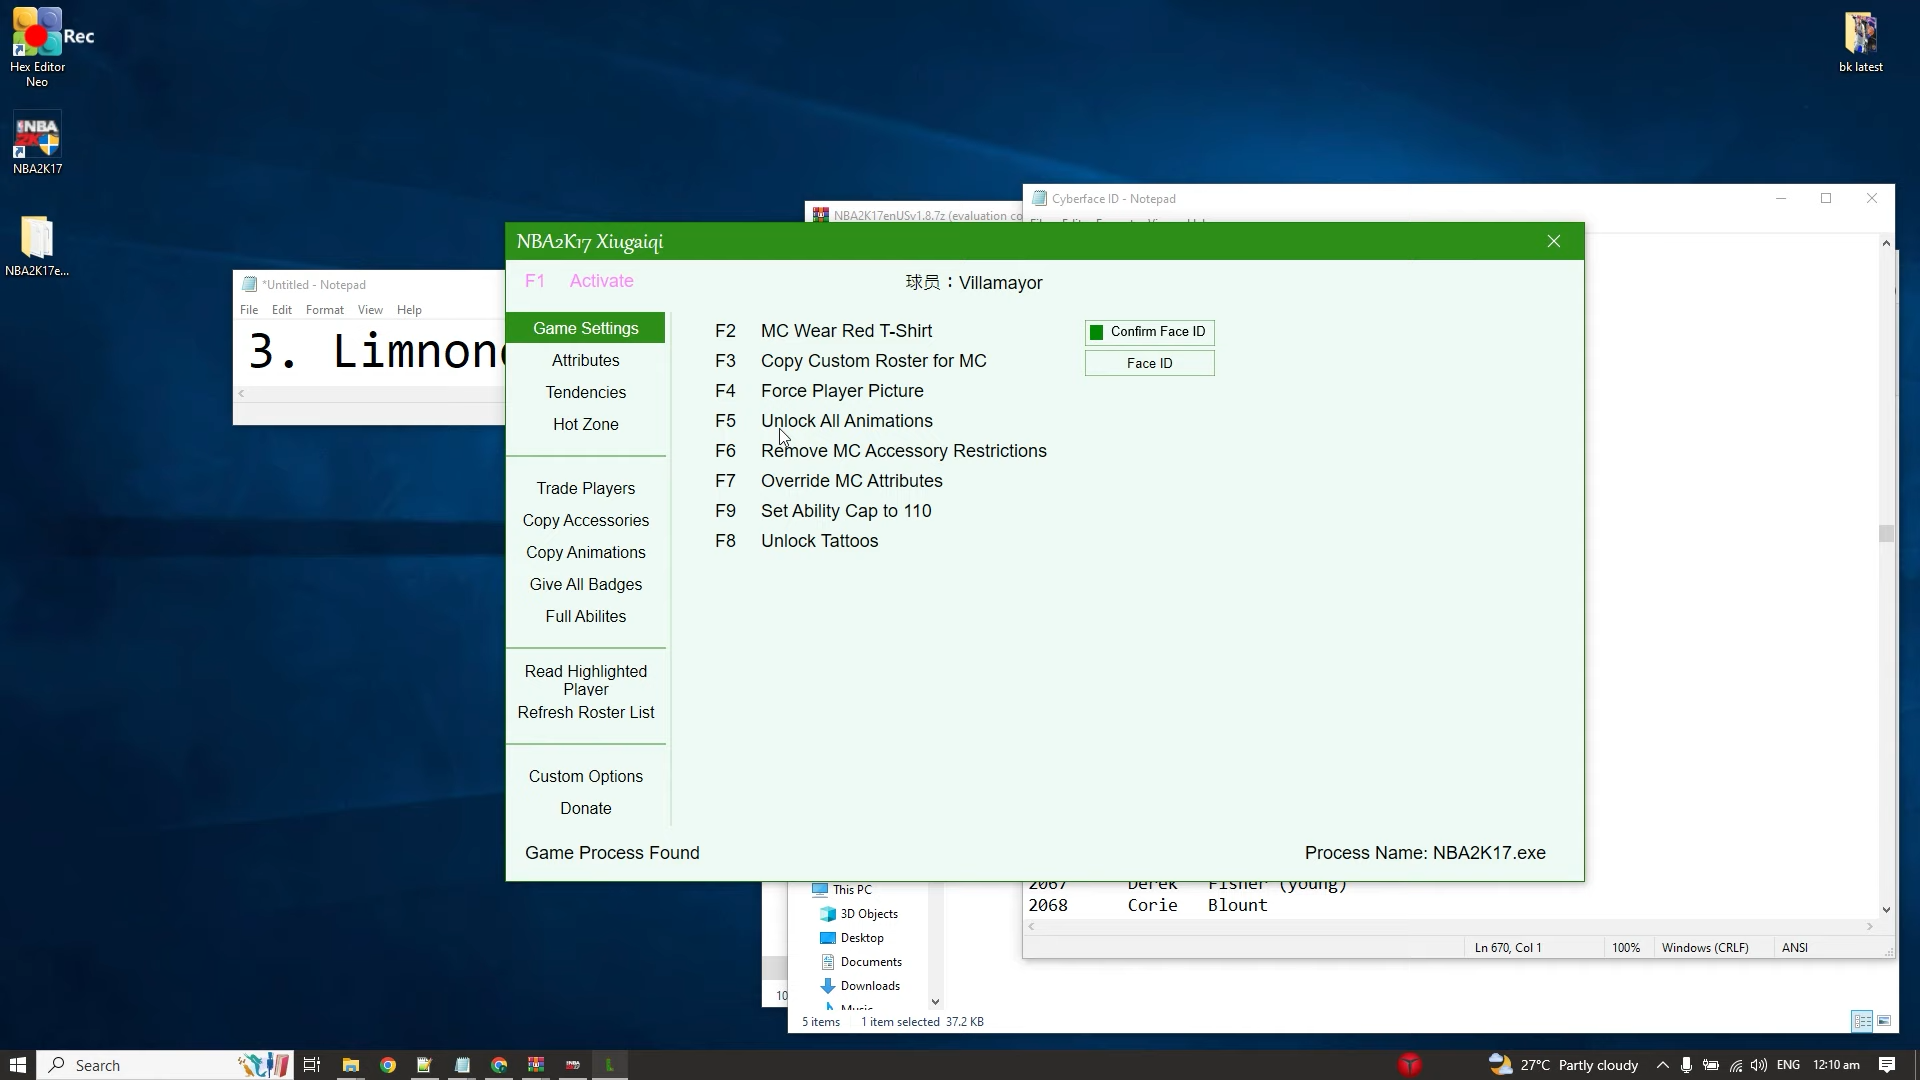 Rec
Hex Editor
Neo
NBA2K17
NBA2K17e...
bk latest
NBA2K17enUSv1.8.7z (evaluation co
Cyberface ID - Notepad
*Untitled - Notepad
File Edit Format View Help
3. Limnono
NBA2K17 Xiugaiqi
F1 Activate
球员：Villamayor
Game Settings
Attributes
Tendencies
Hot Zone
Trade Players
Copy Accessories
Copy Animations
Give All Badges
Full Abilites
Read Highlighted
Player
Refresh Roster List
Custom Options
Donate
F2 MC Wear Red T-Shirt
F3 Copy Custom Roster for MC
F4 Force Player Picture
F5 Unlock All Animations
F6 Remove MC Accessory Restrictions
F7 Override MC Attributes
F9 Set Ability Cap to 110
F8 Unlock Tattoos
Confirm Face ID
Face ID
Game Process Found
Process Name: NBA2K17.exe
2067 Derek Fisher (young)
2068 Corie Blount
Ln 670, Col 1 100% Windows (CRLF) ANSI
This PC
3D Objects
Desktop
Documents
Downloads
Music
10
5 items 1 item selected 37.2 KB
Search
27°C Partly cloudy
ENG
12:10 am